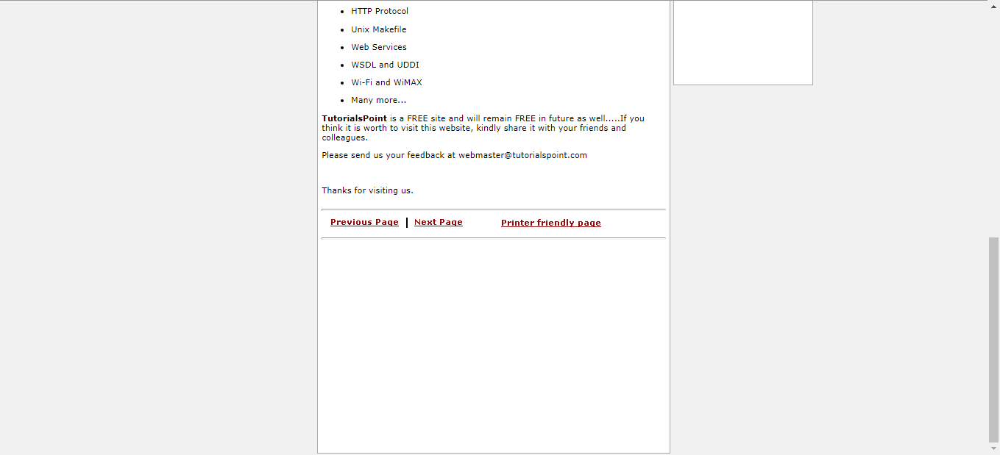 HTTP Protocol
Unix Makefile
Web Services
WSDL and UDDI
Wi-Fi and WiMAX
Many more...
TutorialsPoint is a FREE site and will remain FREE in future as well.....If you
think it is worth to visit this website, kindly share it with your friends and
colleagues.
Please send us your feedback at webmaster@tutorialspoint.com
Thanks for visiting us.
Previous Page | Next Page Printer friendly page